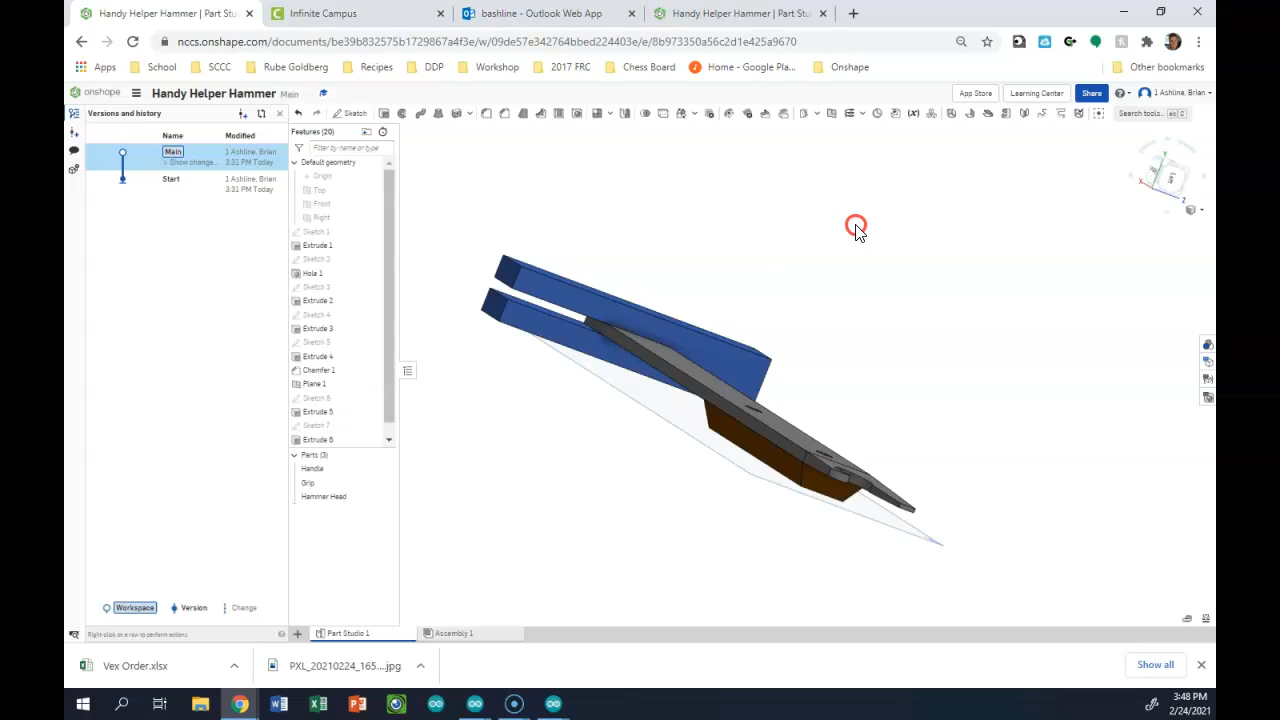 Handy Helper Hammer | Part Stu
Infinite Campus
bashline - Outlook Web App
Handy Helper Hammer | Part Stu
nccs.onshape.com/documents/be39b832575b1729867a4f3e/w/09de57e342764bbed224403e/e/8b973350a56c2d1e425a9670
Apps School SCCC Rube Goldberg Recipes DDP Workshop 2017 FRC Chess Board Home - Google Pla... Onshape Other bookmarks
onshape Handy Helper Hammer Main App Store Learning Center Share 1 Ashline, Brian
Versions and history Sketch Search tools... alt C
Name Modified
Main 1 Ashline, Brian
Show change... 3:31 PM Today
Start 1 Ashline, Brian
3:31 PM Today
Features (20)
Filter by name or type
Default geometry
Origin
Top
Front
Right
Sketch 1
Extrude 1
Sketch 2
Hole 1
Sketch 3
Extrude 2
Sketch 4
Extrude 3
Sketch 5
Extrude 4
Chamfer 1
Plane 1
Sketch 6
Extrude 5
Sketch 7
Extrude 6
Parts (3)
Handle
Grip
Hammer Head
X Y Z Left
Workspace Version Change
Right-click on a row to perform actions
Part Studio 1 Assembly 1
Vex Order.xlsx PXL_20210224_165....jpg Show all
3:48 PM
2/24/2021